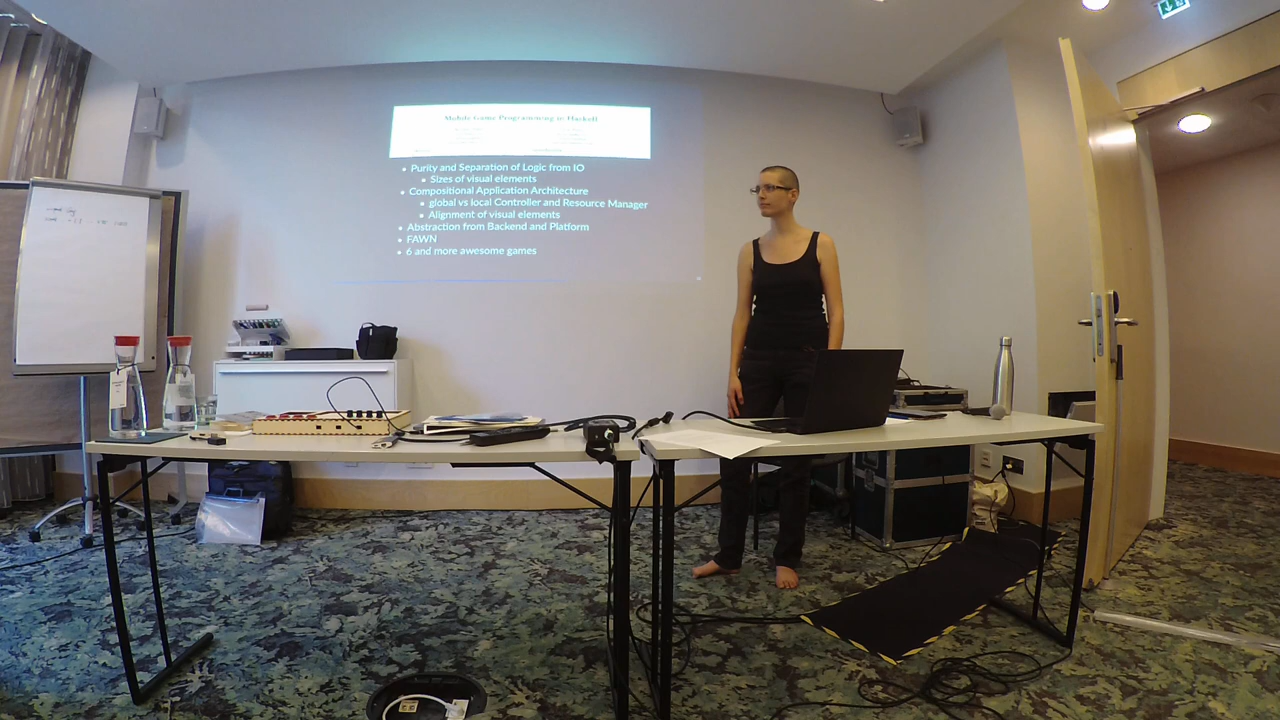 Mobile Game Programming in Haskell
• Purity and Separation of Logic from IO
• Sizes of visual elements
• Compositional Application Architecture
• global vs local Controller and Resource Manager
• Alignment of visual elements
• Abstraction from Backend and Platform
• FAWN
• 6 and more awesome games